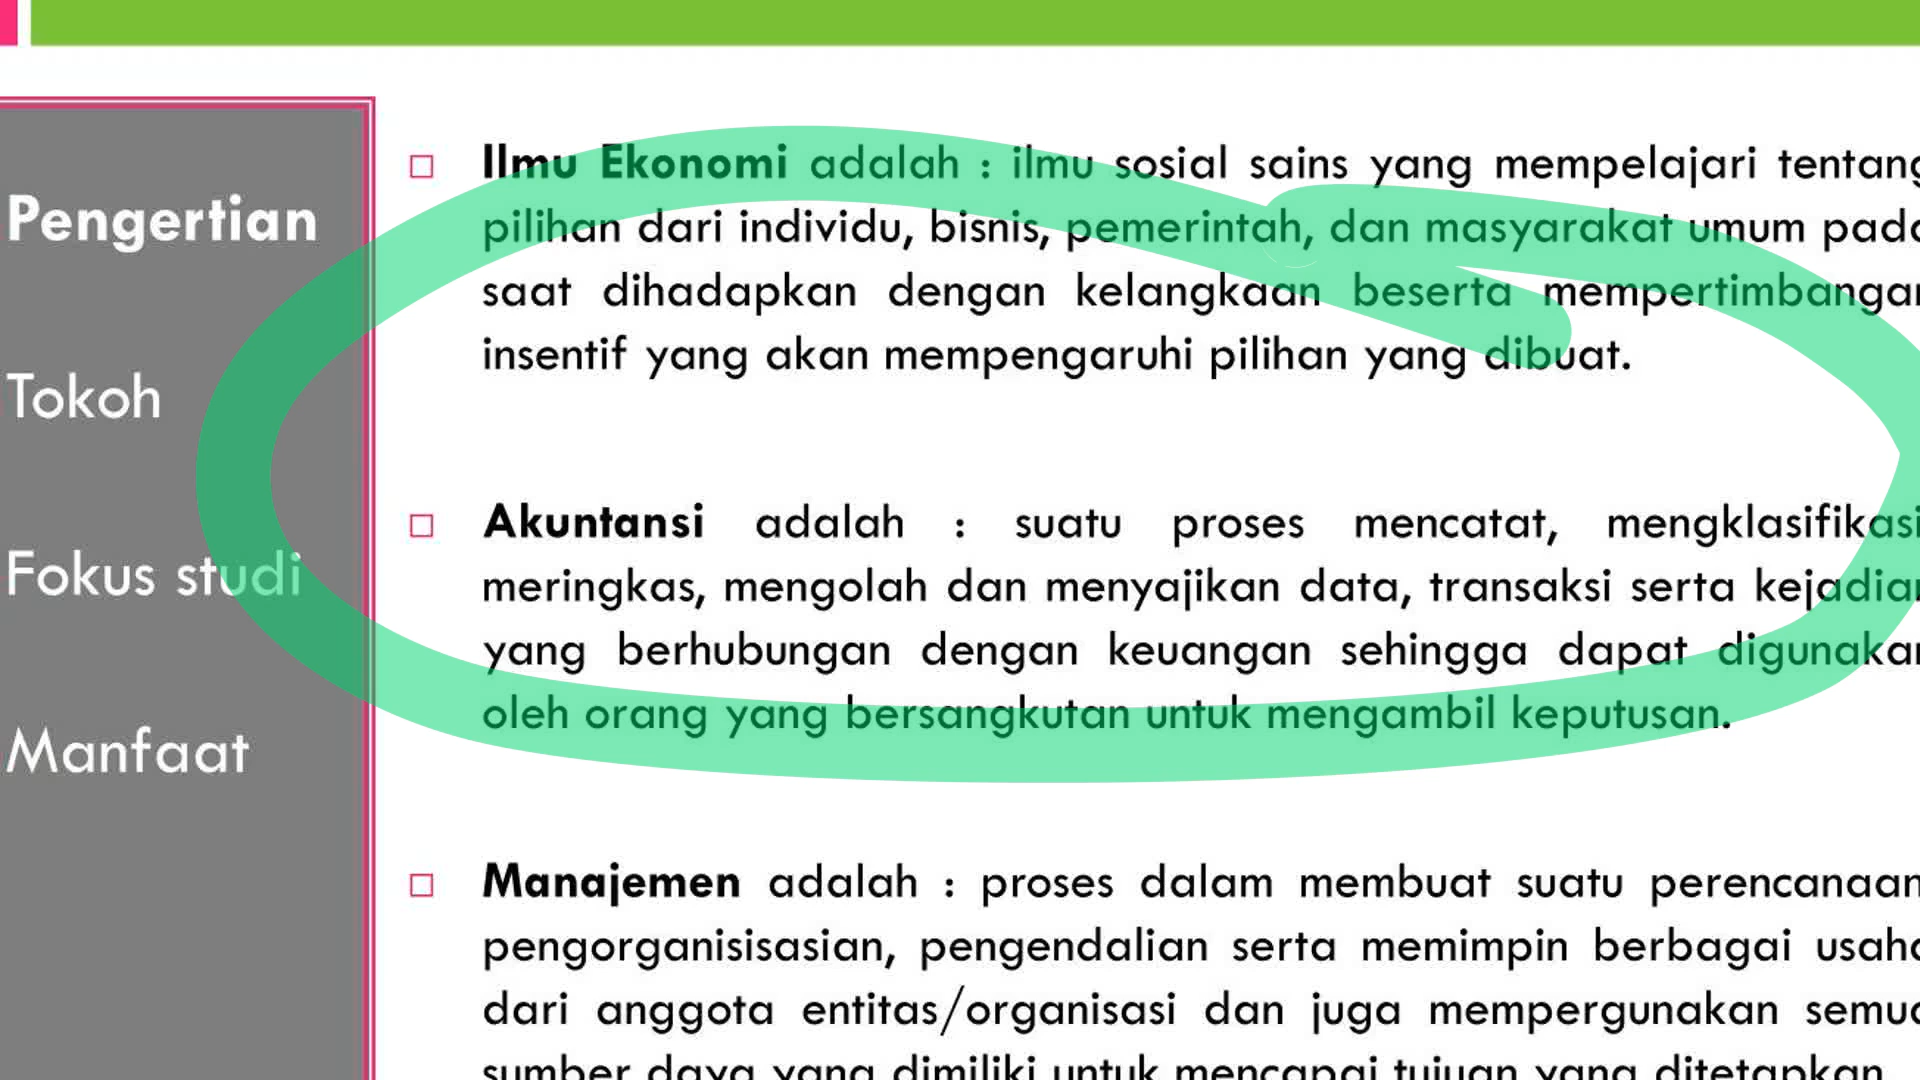 Pengertian
Tokoh
Fokus studi
Manfaat
Ilmu Ekonomi adalah : ilmu sosial sains yang mempelajari tentang
pilihan dari individu, bisnis, pemerintah, dan masyarakat umum pada
saat dihadapkan dengan kelangkaan beserta mempertimbangan
insentif yang akan mempengaruhi pilihan yang dibuat.
Akuntansi adalah : suatu proses mencatat, mengklasifikasi
meringkas, mengolah dan menyajikan data, transaksi serta kejadian
yang berhubungan dengan keuangan sehingga dapat digunakan
oleh orang yang bersangkutan untuk mengambil keputusan.
Manajemen adalah : proses dalam membuat suatu perencanaan
pengorganisisasian, pengendalian serta memimpin berbagai usaha
dari anggota entitas/organisasi dan juga mempergunakan semua
sumber daya yang dimiliki untuk mencapai tujuan yang ditetapkan.